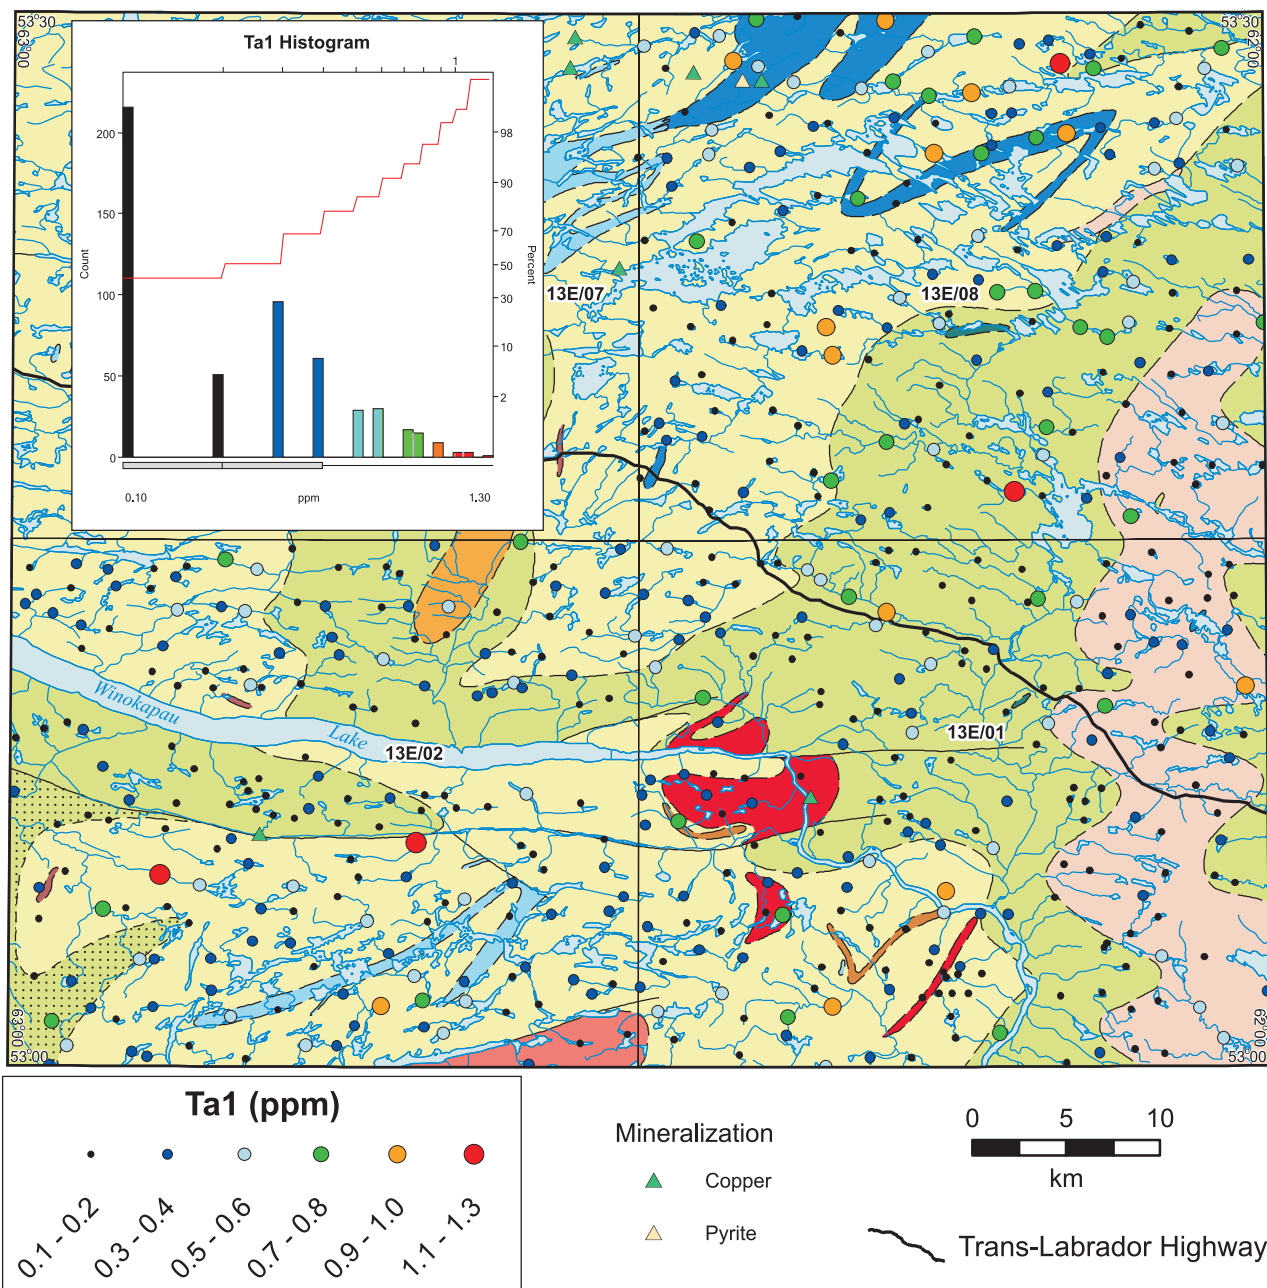 53°30
63°00
53°30
62°00
Ta1 Histogram
1
200
150
100
50
0
Count
98
90
70
50
30
10
2
Percent
0.10
ppm
1.30
13E/07
13E/08
Winokapau
Lake
13E/02
13E/01
63°00
53°00
62°00
53°00
Ta1 (ppm)
0.1 - 0.2
0.3 - 0.4
0.5 - 0.6
0.7 - 0.8
0.9 - 1.0
1.1 - 1.3
Mineralization
Copper
Pyrite
0 5 10
km
Trans-Labrador Highway